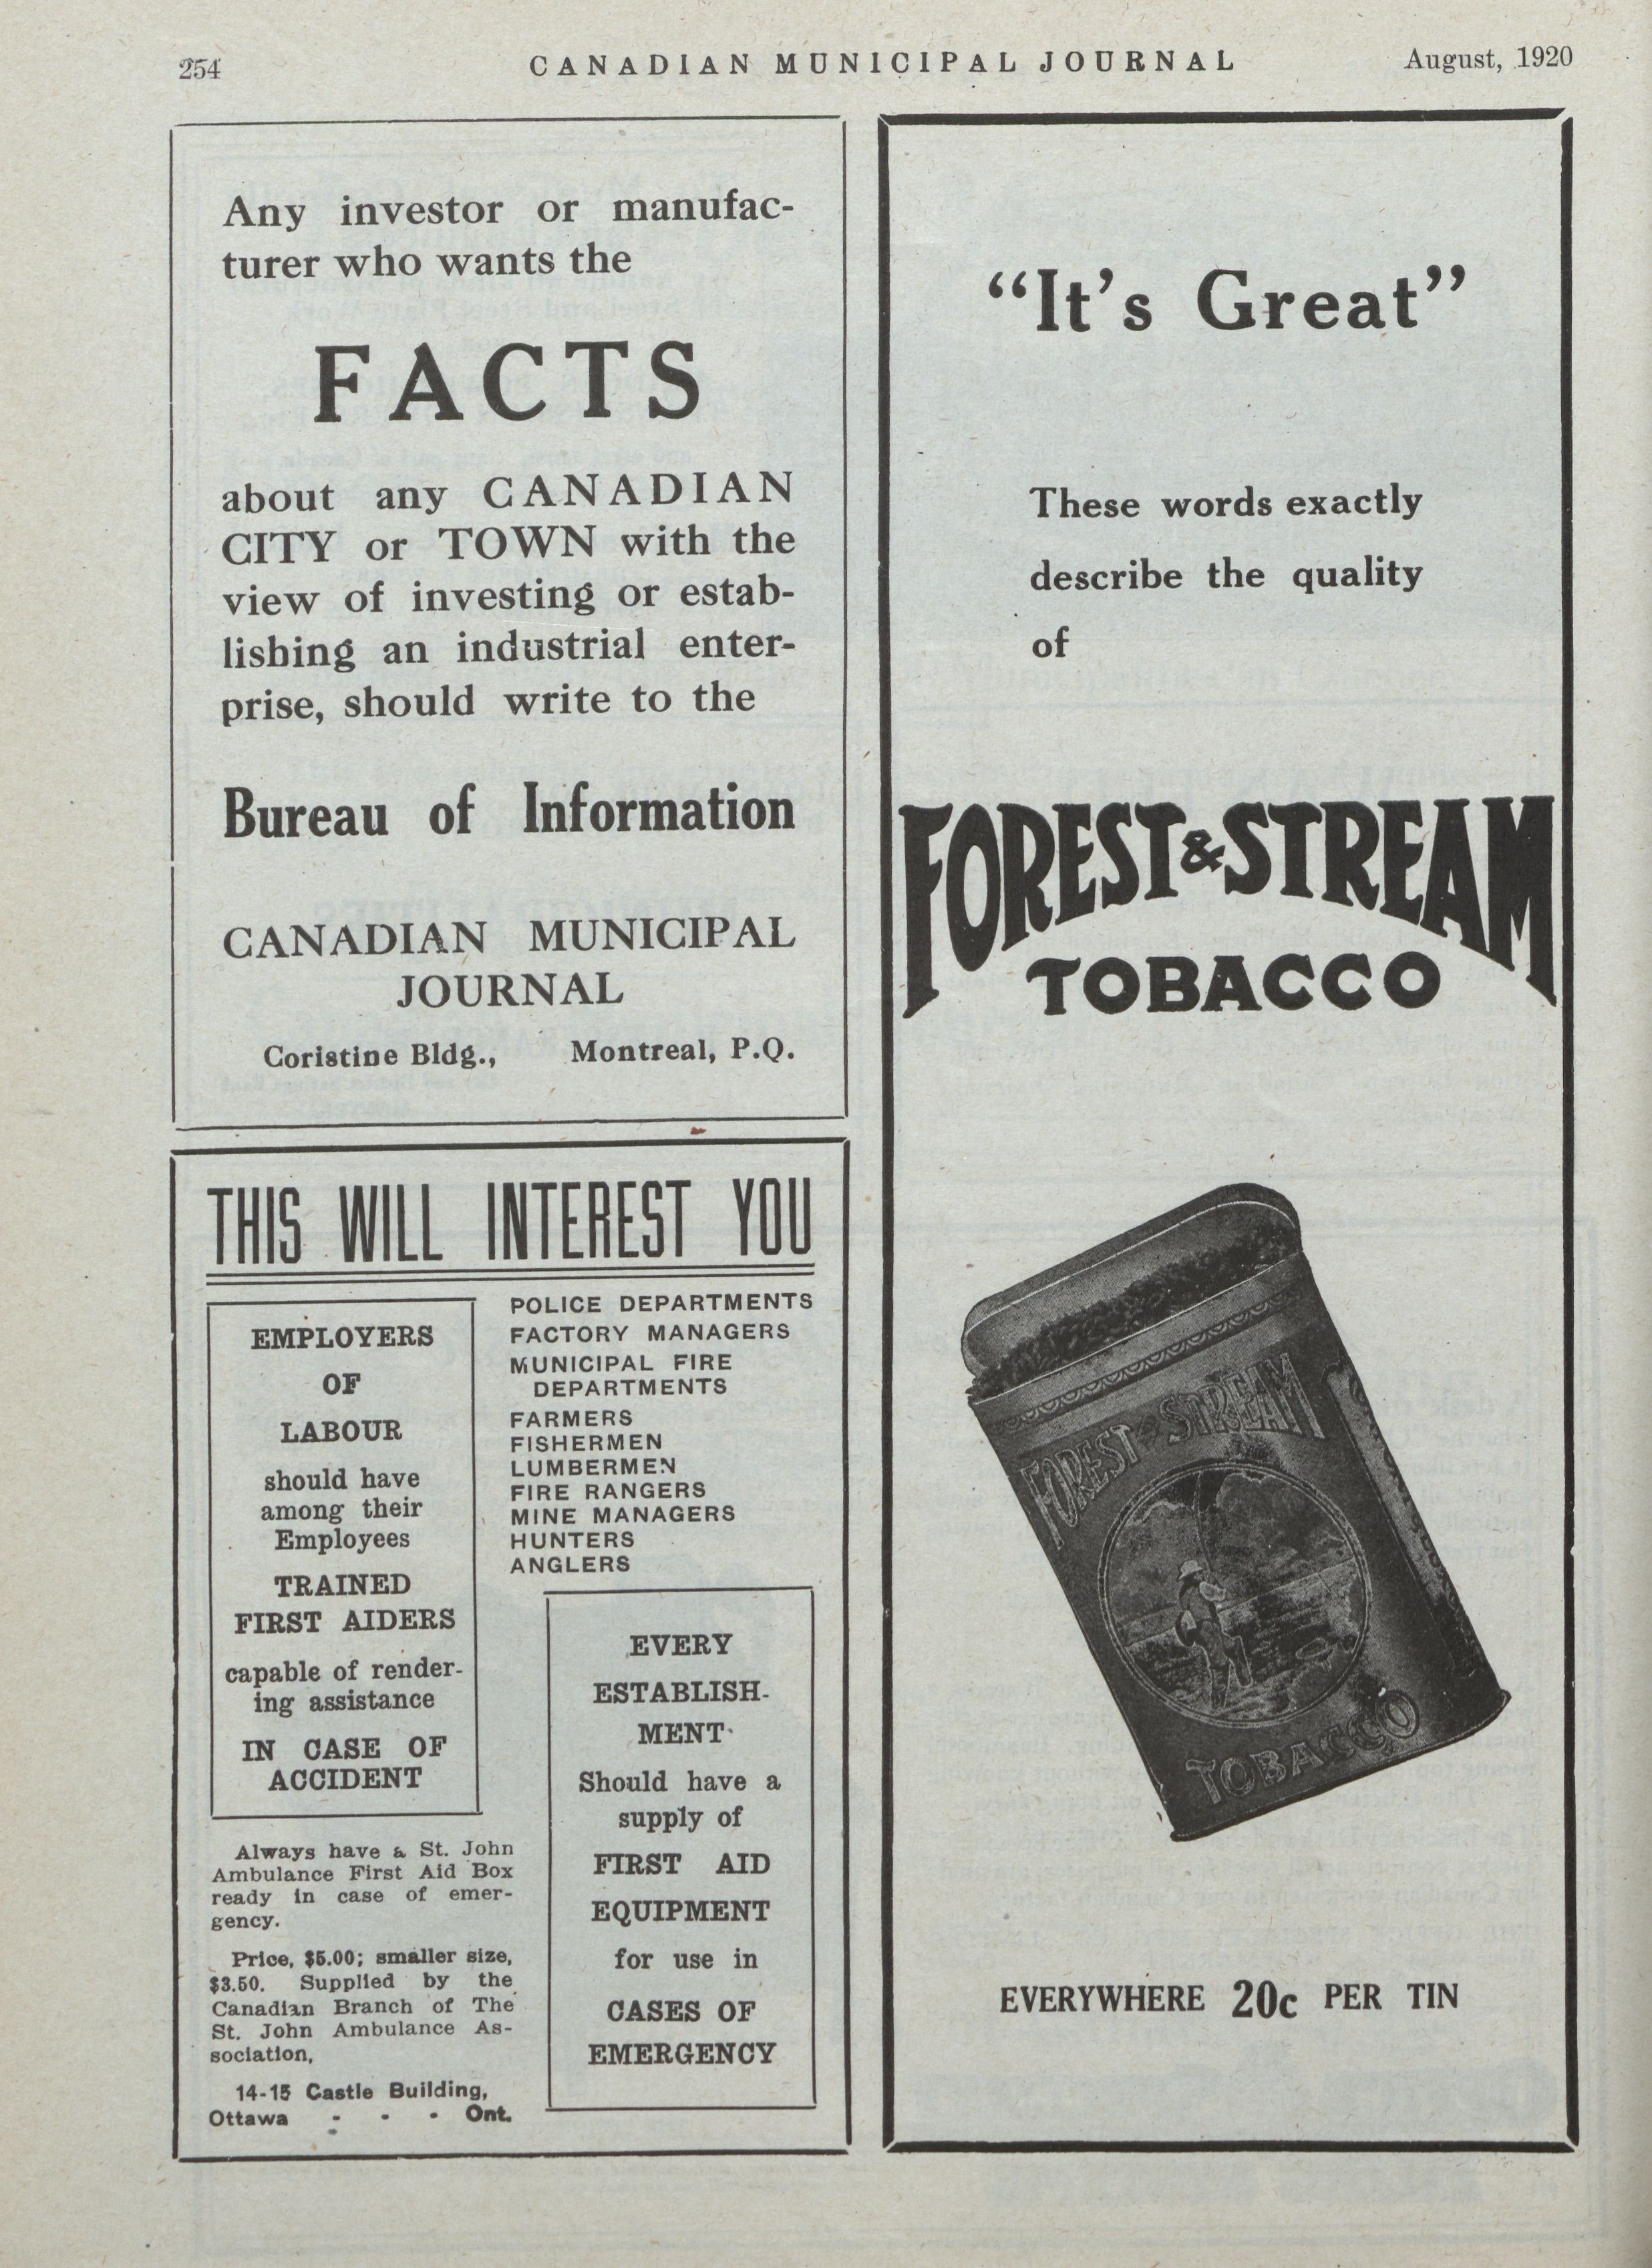 254
CANADIAN MUNICIPAL JOURNAL
August, 1920
Any investor or manufac-
turer who wants the
FACTS
about any CANADIAN
CITY or TOWN with the
view of investing or estab-
lishing an industrial enter-
prise, should write to the
Bureau of Information
CANADIAN MUNICIPAL
JOURNAL
Coristine Bldg., Montreal, P.Q.
THIS WILL INTEREST YOU
EMPLOYERS
OF
LABOUR
should have
among their
Employees
TRAINED
FIRST AIDERS
capable of render-
ing assistance
IN CASE OF
ACCIDENT
Always have a St. John
Ambulance First Aid Box
ready in case of emer-
gency.
Price, $5.00; smaller size,
$3.50. Supplied by the
Canadian Branch of The
St. John Ambulance As-
sociation,
14-15 Castle Building,
Ottawa - - - Ont.
POLICE DEPARTMENTS
FACTORY MANAGERS
MUNICIPAL FIRE
DEPARTMENTS
FARMERS
FISHERMEN
LUMBERMEN
FIRE RANGERS
MINE MANAGERS
HUNTERS
ANGLERS
EVERY
ESTABLISH-
MENT
Should have a
supply of
FIRST AID
EQUIPMENT
for use in
CASES OF
EMERGENCY
"It's Great"
These words exactly
describe the quality
of
FOREST & STREAM
TOBACCO
FOREST AND STREAM
TOBACCO
EVERYWHERE 20c PER TIN